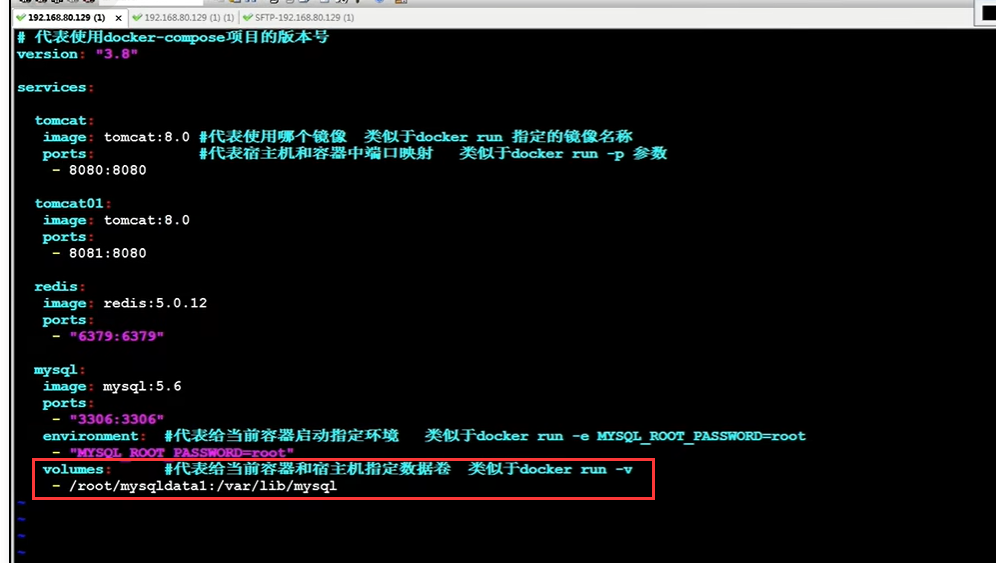 192.168.80.129 (1) × 192.168.80.129 (1) (1) SFTP-192.168.80.129 (1)
# 代表使用docker-compose项目的版本号
version: "3.8"
services:
tomcat:
image: tomcat:8.0 #代表使用哪个镜像 类似于docker run 指定的镜像名称
ports: #代表宿主机和容器中端口映射 类似于docker run -p 参数
- 8080:8080
tomcat01:
image: tomcat:8.0
ports:
- 8081:8080
redis:
image: redis:5.0.12
ports:
- "6379:6379"
mysql:
image: mysql:5.6
ports:
- "3306:3306"
environment: #代表给当前容器启动指定环境 类似于docker run -e MYSQL_ROOT_PASSWORD=root
- "MYSQL_ROOT_PASSWORD=root"
volumes: #代表给当前容器和宿主机指定数据卷 类似于docker run -v
- /root/mysqldata1:/var/lib/mysql
~
~
~
~